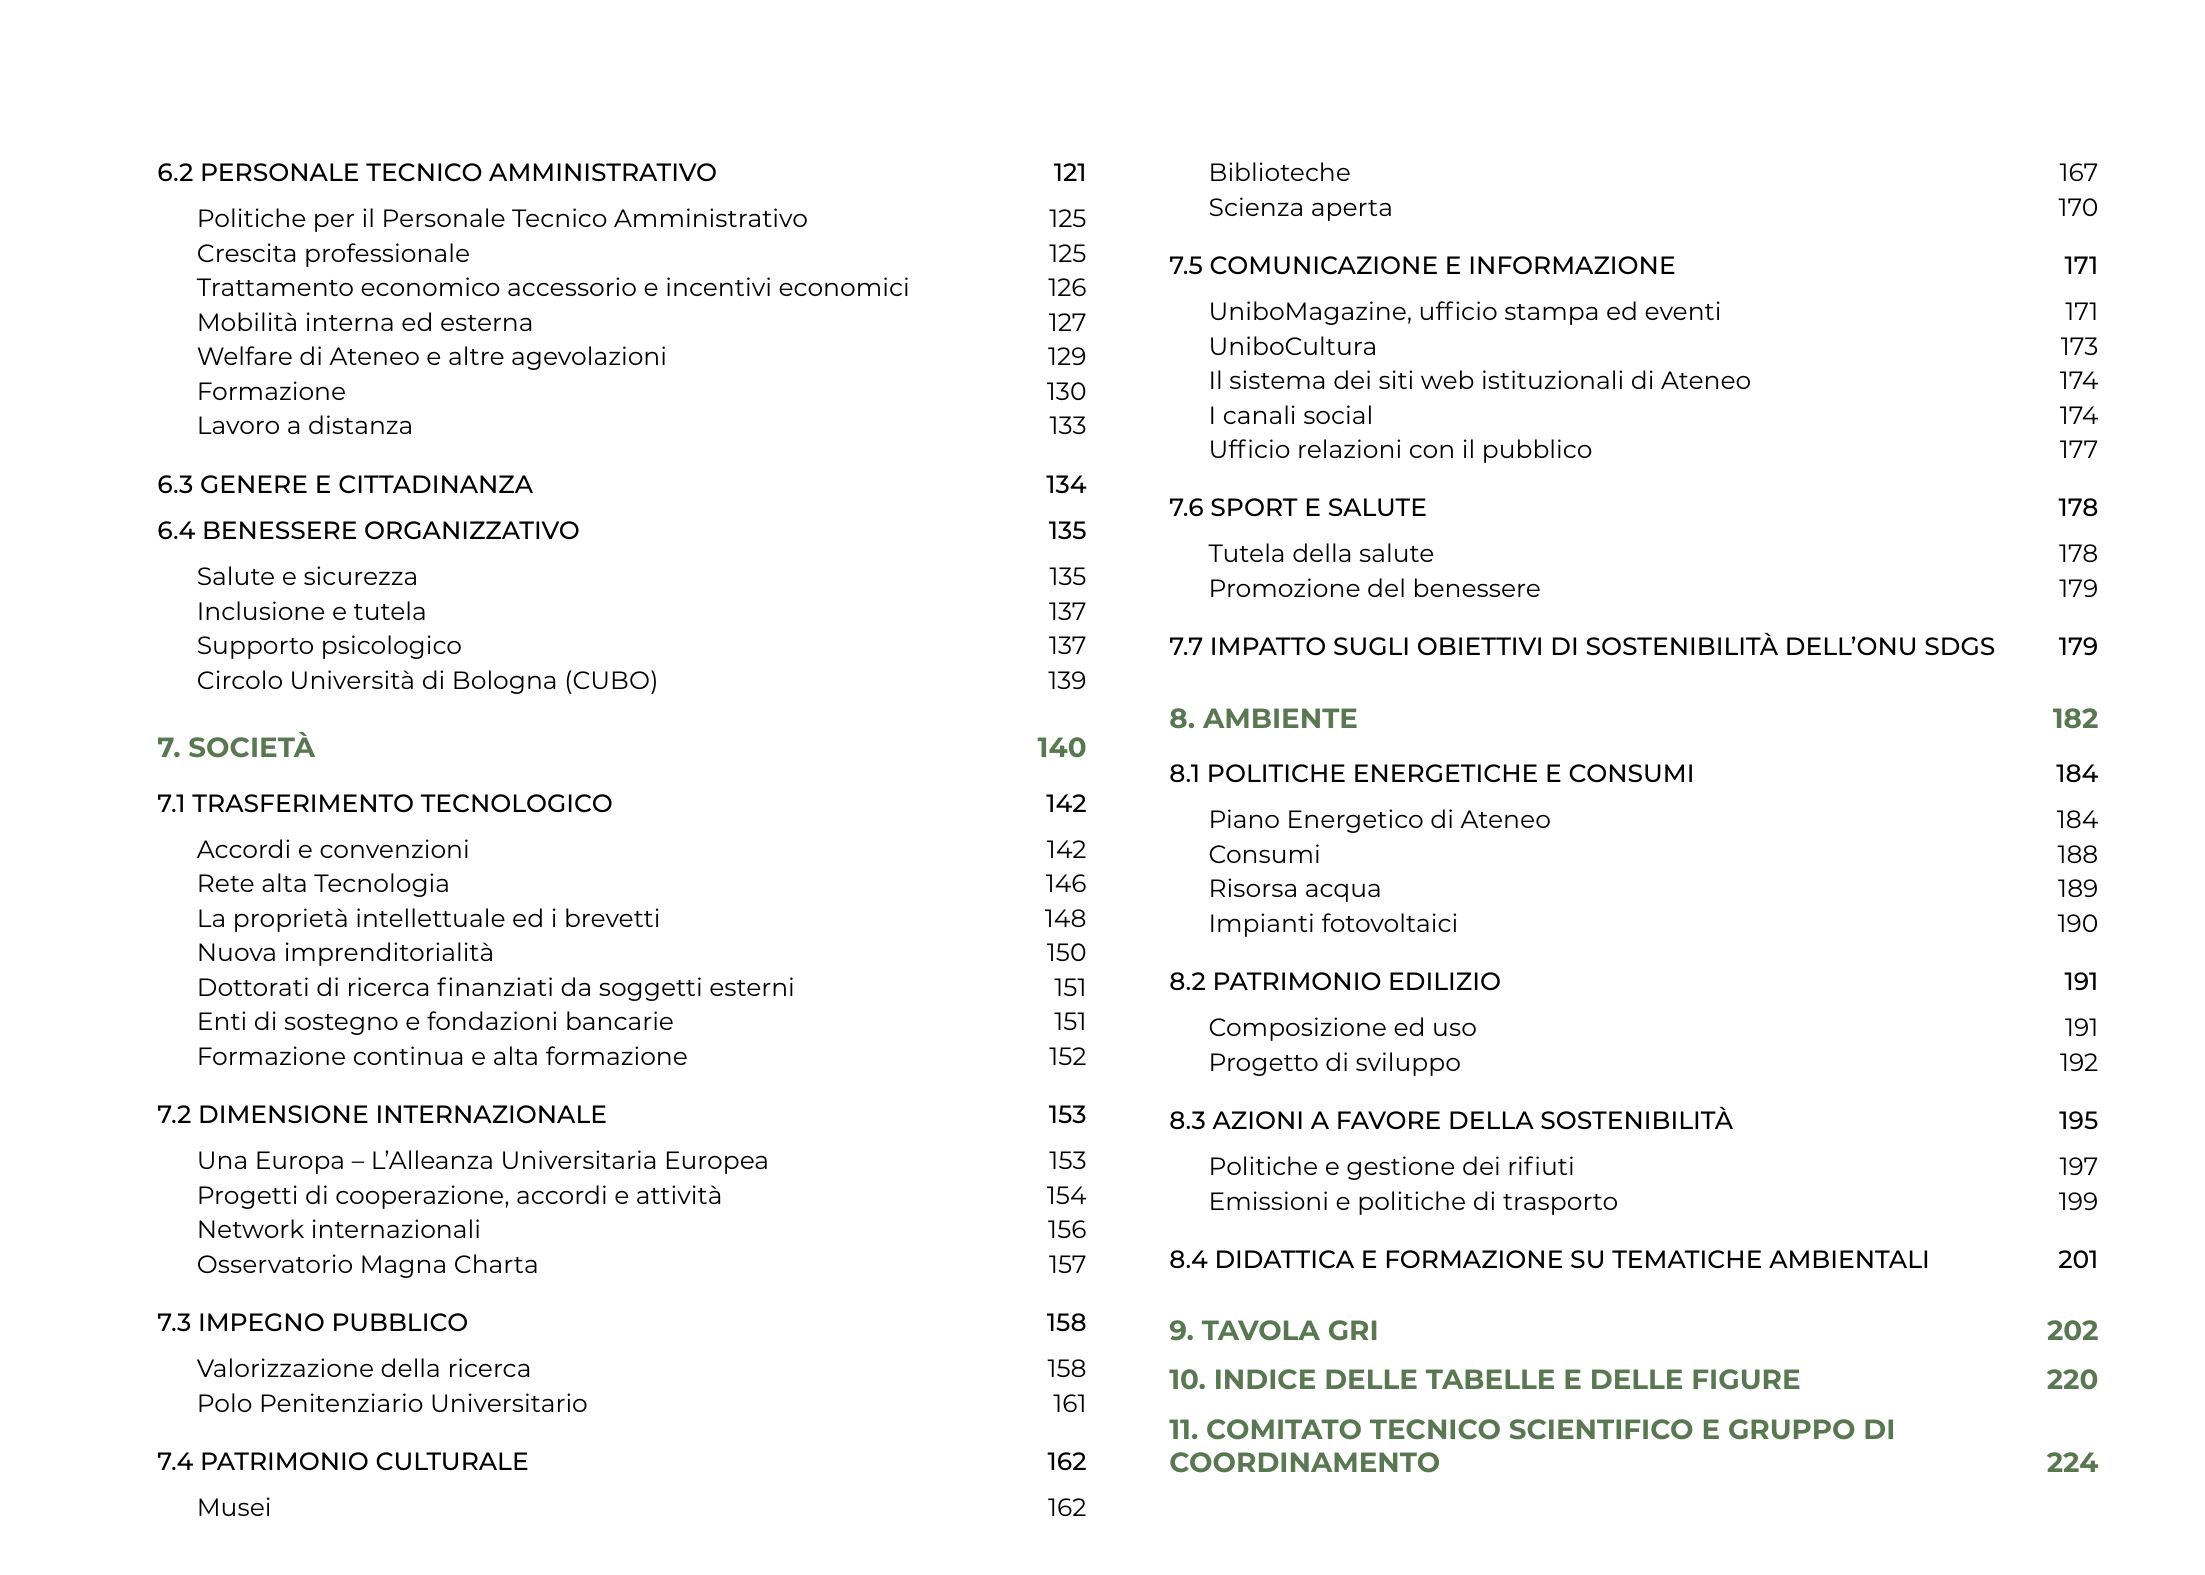 6.2 PERSONALE TECNICO AMMINISTRATIVO 121
Politiche per il Personale Tecnico Amministrativo 125
Crescita professionale 125
Trattamento economico accessorio e incentivi economici 126
Mobilità interna ed esterna 127
Welfare di Ateneo e altre agevolazioni 129
Formazione 130
Lavoro a distanza 133
6.3 GENERE E CITTADINANZA 134
6.4 BENESSERE ORGANIZZATIVO 135
Salute e sicurezza 135
Inclusione e tutela 137
Supporto psicologico 137
Circolo Università di Bologna (CUBO) 139
7. SOCIETÀ 140
7.1 TRASFERIMENTO TECNOLOGICO 142
Accordi e convenzioni 142
Rete alta Tecnologia 146
La proprietà intellettuale ed i brevetti 148
Nuova imprenditorialità 150
Dottorati di ricerca finanziati da soggetti esterni 151
Enti di sostegno e fondazioni bancarie 151
Formazione continua e alta formazione 152
7.2 DIMENSIONE INTERNAZIONALE 153
Una Europa – L’Alleanza Universitaria Europea 153
Progetti di cooperazione, accordi e attività 154
Network internazionali 156
Osservatorio Magna Charta 157
7.3 IMPEGNO PUBBLICO 158
Valorizzazione della ricerca 158
Polo Penitenziario Universitario 161
7.4 PATRIMONIO CULTURALE 162
Musei 162
Biblioteche 167
Scienza aperta 170
7.5 COMUNICAZIONE E INFORMAZIONE 171
UniboMagazine, ufficio stampa ed eventi 171
UniboCultura 173
Il sistema dei siti web istituzionali di Ateneo 174
I canali social 174
Ufficio relazioni con il pubblico 177
7.6 SPORT E SALUTE 178
Tutela della salute 178
Promozione del benessere 179
7.7 IMPATTO SUGLI OBIETTIVI DI SOSTENIBILITÀ DELL’ONU SDGS 179
8. AMBIENTE 182
8.1 POLITICHE ENERGETICHE E CONSUMI 184
Piano Energetico di Ateneo 184
Consumi 188
Risorsa acqua 189
Impianti fotovoltaici 190
8.2 PATRIMONIO EDILIZIO 191
Composizione ed uso 191
Progetto di sviluppo 192
8.3 AZIONI A FAVORE DELLA SOSTENIBILITÀ 195
Politiche e gestione dei rifiuti 197
Emissioni e politiche di trasporto 199
8.4 DIDATTICA E FORMAZIONE SU TEMATICHE AMBIENTALI 201
9. TAVOLA GRI 202
10. INDICE DELLE TABELLE E DELLE FIGURE 220
11. COMITATO TECNICO SCIENTIFICO E GRUPPO DI
COORDINAMENTO 224